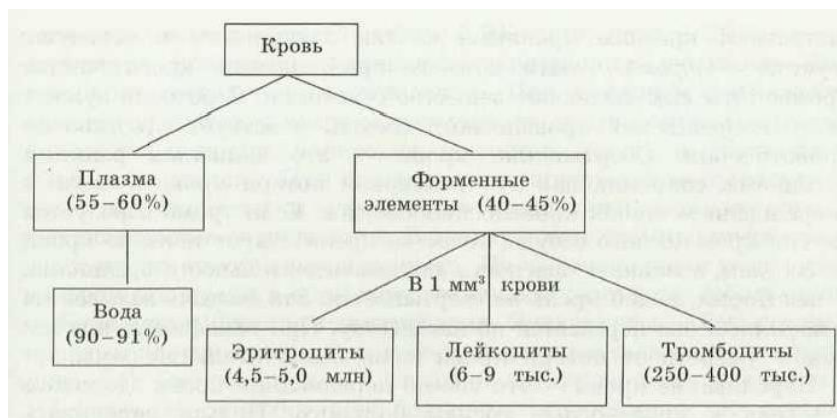 Кровь
Плазма
(55–60%)
Форменные
элементы (40–45%)
В 1 мм³ крови
Вода
(90–91%)
Эритроциты
(4,5–5,0 млн)
Лейкоциты
(6–9 тыс.)
Тромбоциты
(250–400 тыс.)